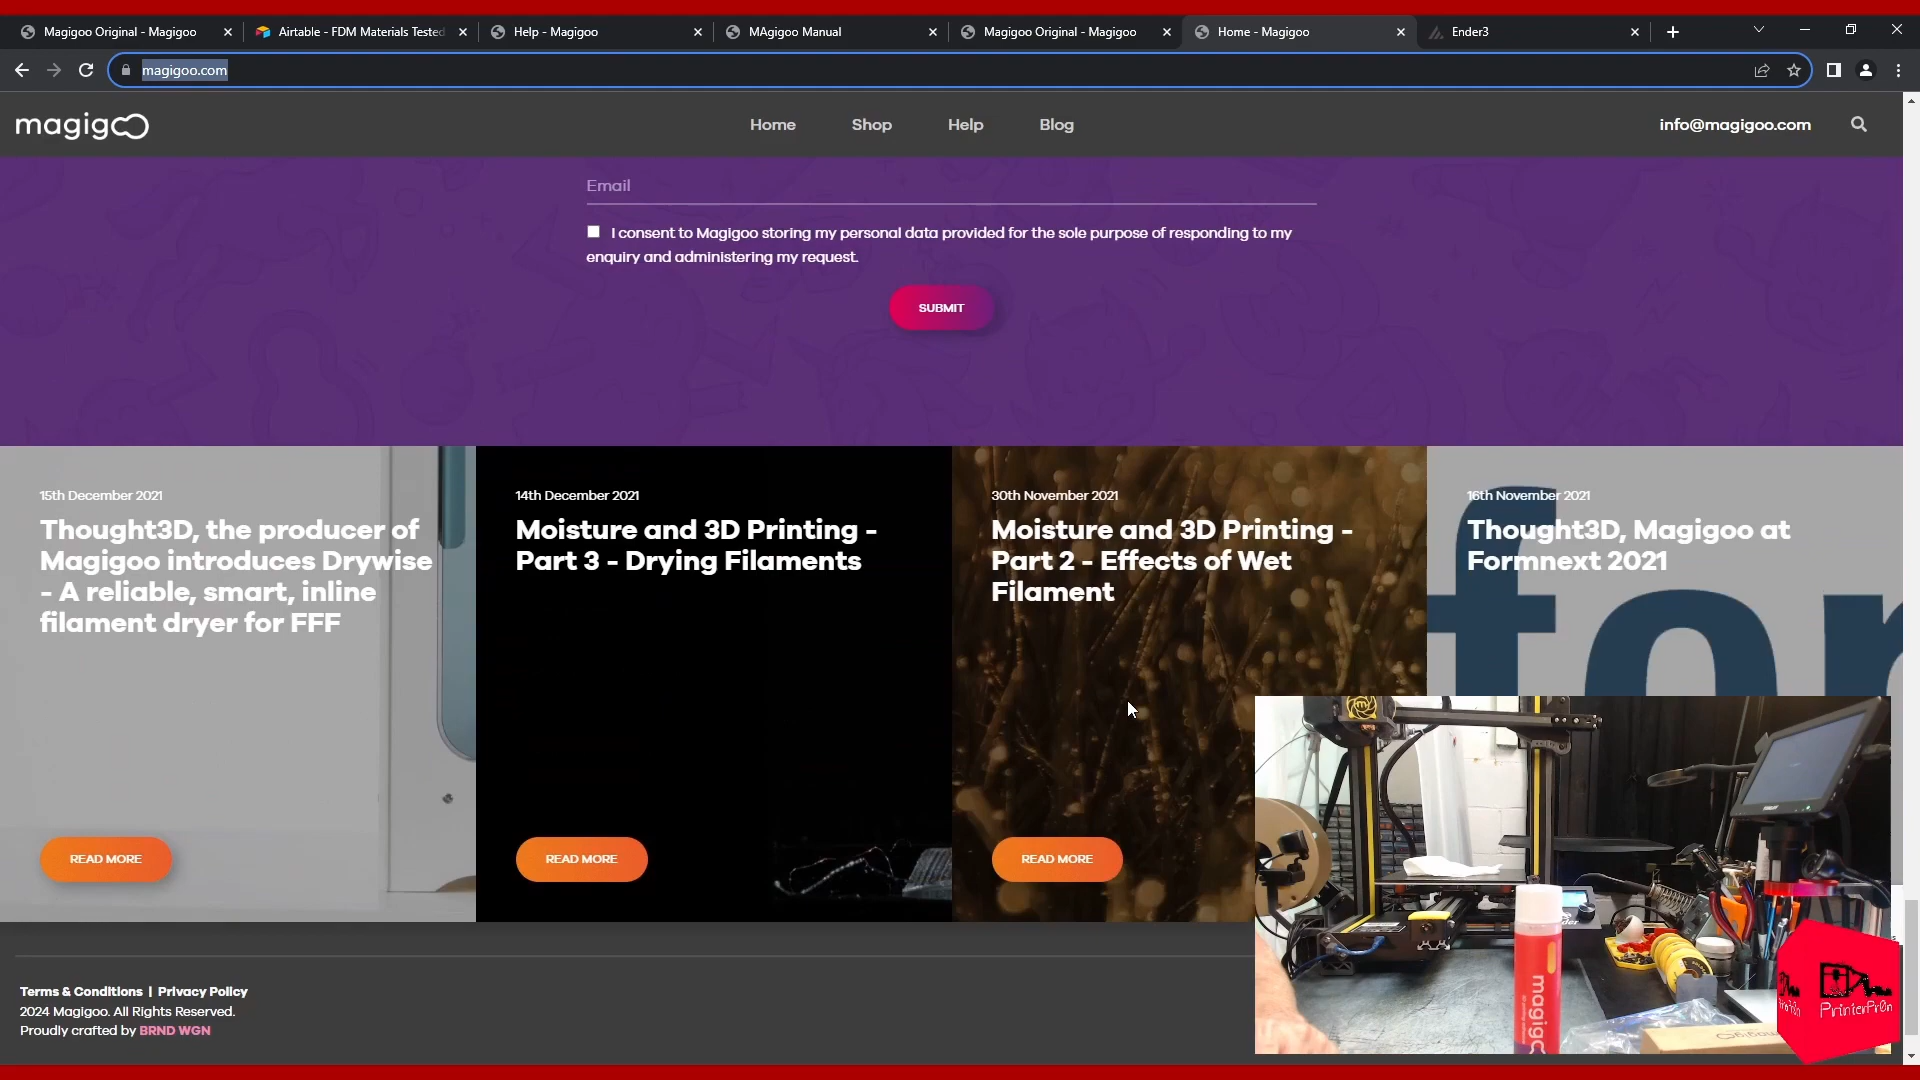 Magigoo Original - Magigoo
Airtable - FDM Materials Tested
Help - Magigoo
MAgigoo Manual
Magigoo Original - Magigoo
Home - Magigoo
Ender3
magigoo.com
magigoo
Home
Shop
Help
Blog
info@magigoo.com
Email
I consent to Magigoo storing my personal data provided for the sole purpose of responding to my
enquiry and administering my request.
SUBMIT
15th December 2021
Thought3D, the producer of
Magigoo introduces Drywise
- A reliable, smart, inline
filament dryer for FFF
READ MORE
14th December 2021
Moisture and 3D Printing -
Part 3 - Drying Filaments
READ MORE
30th November 2021
Moisture and 3D Printing -
Part 2 - Effects of Wet
Filament
READ MORE
16th November 2021
Thought3D, Magigoo at
Formnext 2021
for
magigoo
PrinterPr0n
Terms & Conditions | Privacy Policy
2024 Magigoo. All Rights Reserved.
Proudly crafted by BRND WGN